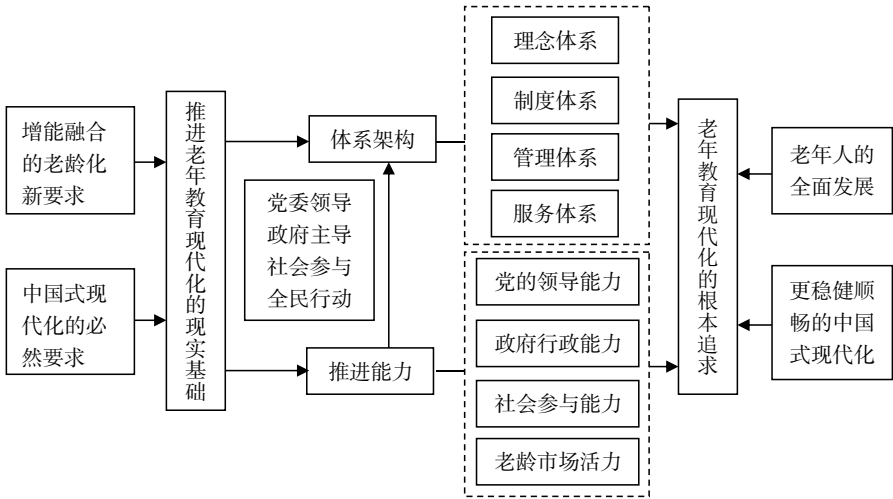 增能融合
的老龄化
新要求
中国式现
代化的必
然要求
推进老年教育现代化的现实基础
体系架构
党委领导
政府主导
社会参与
全民行动
推进能力
理念体系
制度体系
管理体系
服务体系
党的领导能力
政府行政能力
社会参与能力
老龄市场活力
老年教育现代化的根本追求
老年人的
全面发展
更稳健顺
畅的中国
式现代化